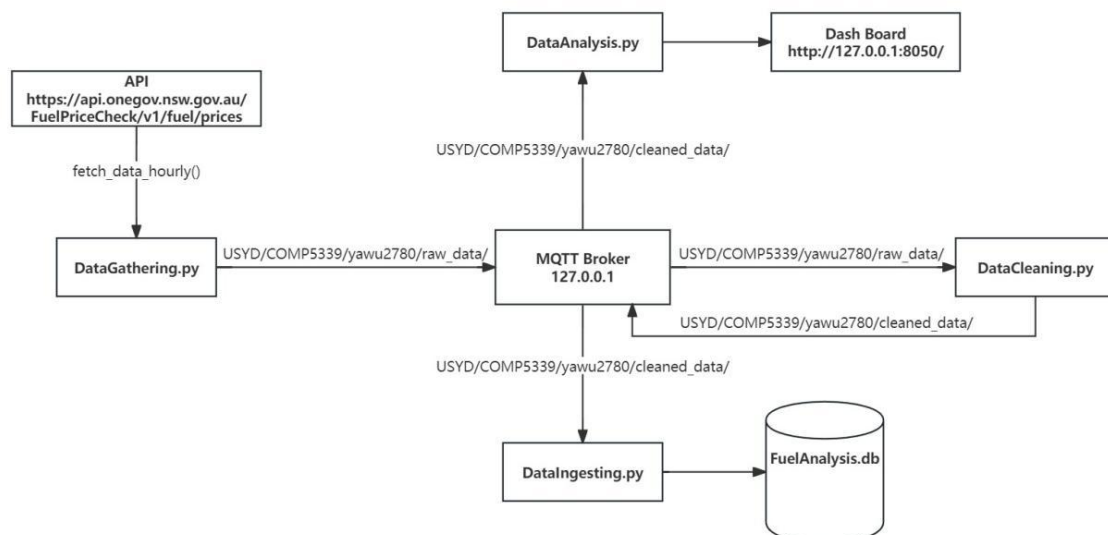 DataAnalysis.py
Dash Board
http://127.0.0.1:8050/
API
https://api.onegov.nsw.gov.au/
FuelPriceCheck/v1/fuel/prices
USYD/COMP5339/yawu2780/cleaned_data/
fetch_data_hourly()
DataGathering.py
USYD/COMP5339/yawu2780/raw_data/
MQTT Broker
127.0.0.1
USYD/COMP5339/yawu2780/raw_data/
DataCleaning.py
USYD/COMP5339/yawu2780/cleaned_data/
USYD/COMP5339/yawu2780/cleaned_data/
DataIngesting.py
FuelAnalysis.db